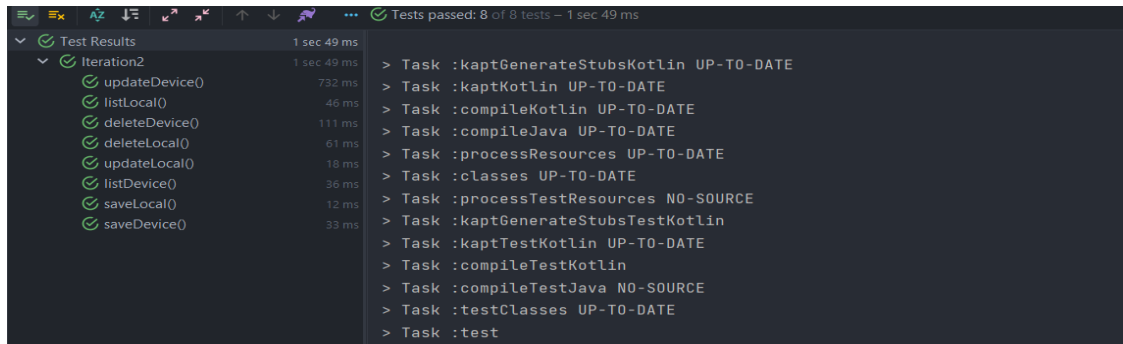 Tests passed: 8 of 8 tests – 1 sec 49 ms
Test Results 1 sec 49 ms
Iteration2 1 sec 49 ms
updateDevice() 732 ms
listLocal() 46 ms
deleteDevice() 111 ms
deleteLocal() 61 ms
updateLocal() 18 ms
listDevice() 36 ms
saveLocal() 12 ms
saveDevice() 33 ms
> Task :kaptGenerateStubsKotlin UP-TO-DATE
> Task :kaptKotlin UP-TO-DATE
> Task :compileKotlin UP-TO-DATE
> Task :compileJava UP-TO-DATE
> Task :processResources UP-TO-DATE
> Task :classes UP-TO-DATE
> Task :processTestResources NO-SOURCE
> Task :kaptGenerateStubsTestKotlin
> Task :kaptTestKotlin UP-TO-DATE
> Task :compileTestKotlin
> Task :compileTestJava NO-SOURCE
> Task :testClasses UP-TO-DATE
> Task :test